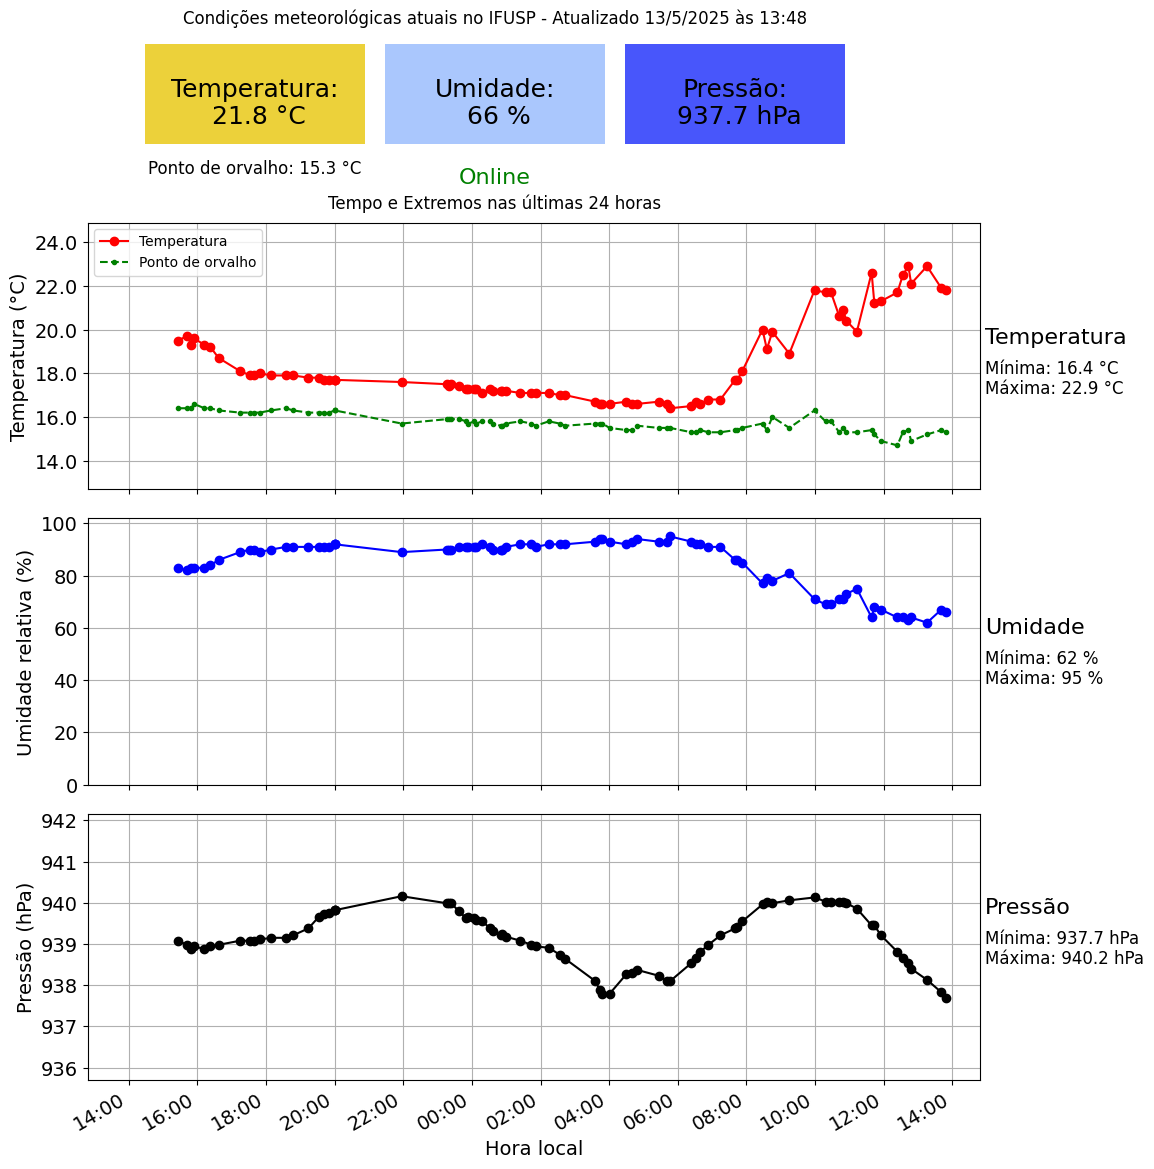 Condições meteorológicas atuais no IFUSP - Atualizado 13/5/2025 às 13:48
Temperatura:
21.8 °C
Umidade:
66 %
Pressão:
937.7 hPa
Ponto de orvalho: 15.3 °C
Online
Tempo e Extremos nas últimas 24 horas
Temperatura
Ponto de orvalho
Temperatura (°C)
24.0
22.0
20.0
18.0
16.0
14.0
Temperatura
Mínima: 16.4 °C
Máxima: 22.9 °C
Umidade relativa (%)
100
80
60
40
20
0
Umidade
Mínima: 62 %
Máxima: 95 %
Pressão (hPa)
942
941
940
939
938
937
936
Pressão
Mínima: 937.7 hPa
Máxima: 940.2 hPa
14:00 16:00 18:00 20:00 22:00 00:00 02:00 04:00 06:00 08:00 10:00 12:00 14:00
Hora local